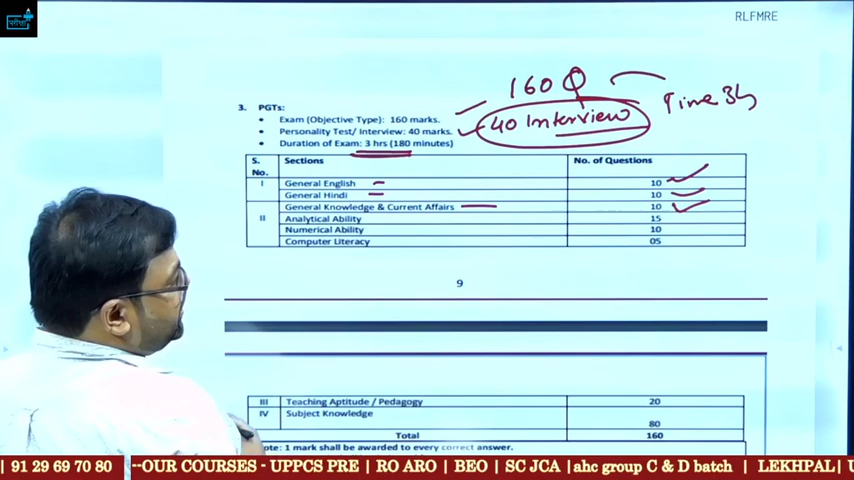 परीक्षा
RLFMRE
160 Q
Time 3h
40 Interview
3. PGTs:
• Exam (Objective Type): 160 marks.
• Personality Test/ Interview: 40 marks.
• Duration of Exam: 3 hrs (180 minutes)
S. No. Sections No. of Questions
I General English 10
General Hindi 10
General Knowledge & Current Affairs 10
II Analytical Ability 15
Numerical Ability 10
Computer Literacy 05
9
III Teaching Aptitude / Pedagogy 20
IV Subject Knowledge 80
Total 160
ote: 1 mark shall be awarded to every correct answer.
| 91 29 69 70 80 | --OUR COURSES - UPPCS PRE | RO ARO | BEO | SC JCA |ahc group C & D batch | LEKHPAL| U